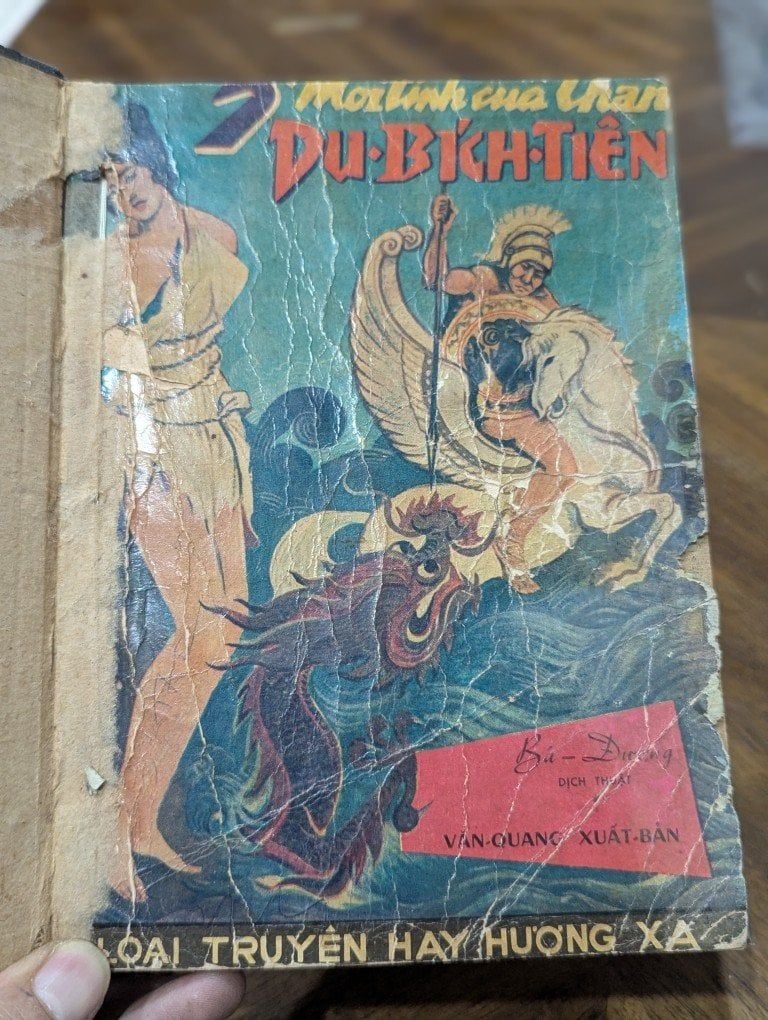 Mối tình của Chàn
DU·BÍCH·TIÊN
Bá – Dương
DỊCH THUẬT
VĂN-QUANG XUẤT-BẢN
LOẠI TRUYỆN HAY HƯƠNG XA